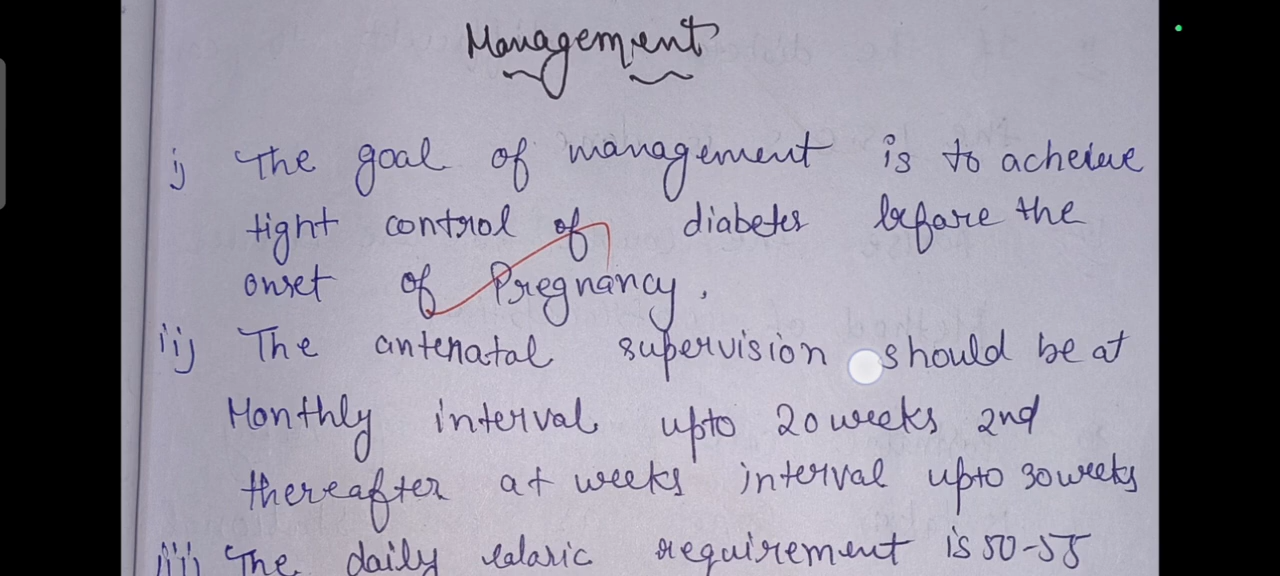 Management
i) The goal of management is to acheive
tight control of diabetes before the
onset of Pregnancy.
ii) The antenatal supervision should be at
Monthly interval upto 20 weeks 2nd
thereafter at weeks interval upto 30 weeks
iii) The daily calaric requirement is 50-55